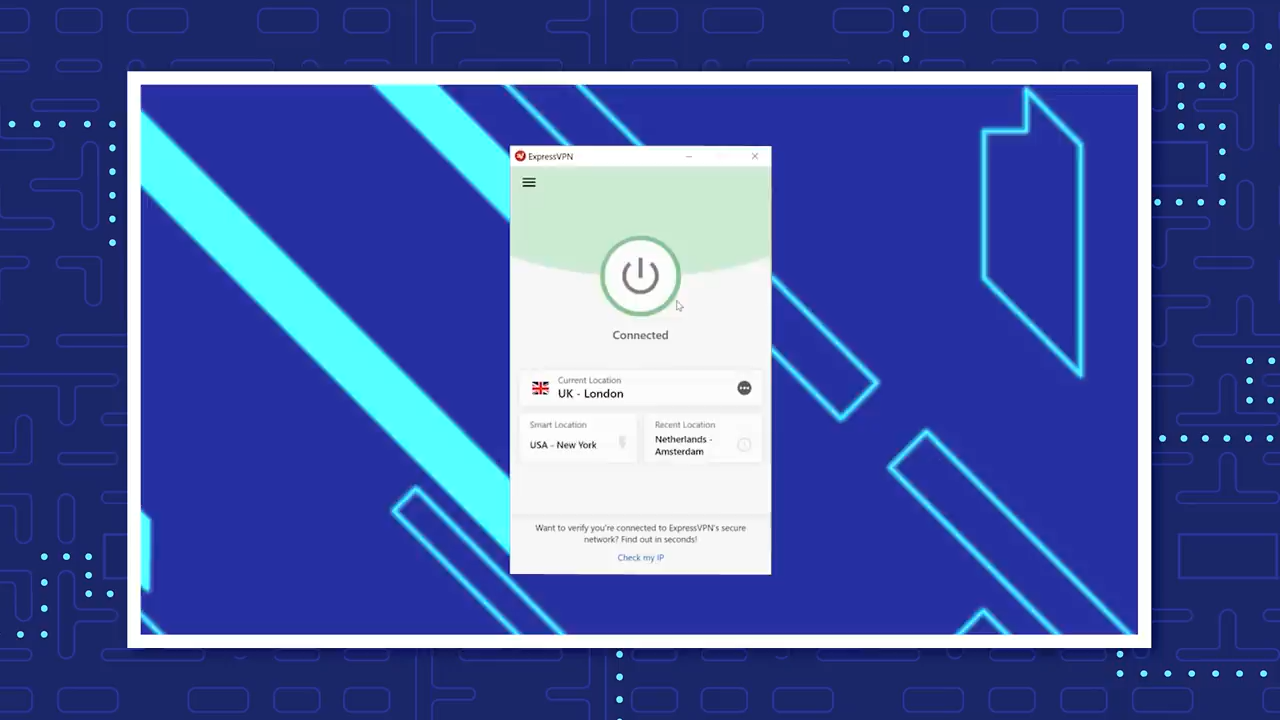 ExpressVPN
Connected
Current Location
UK - London
Smart Location
USA - New York
Recent Location
Netherlands -
Amsterdam
Want to verify you're connected to ExpressVPN's secure
network? Find out in seconds!
Check my IP